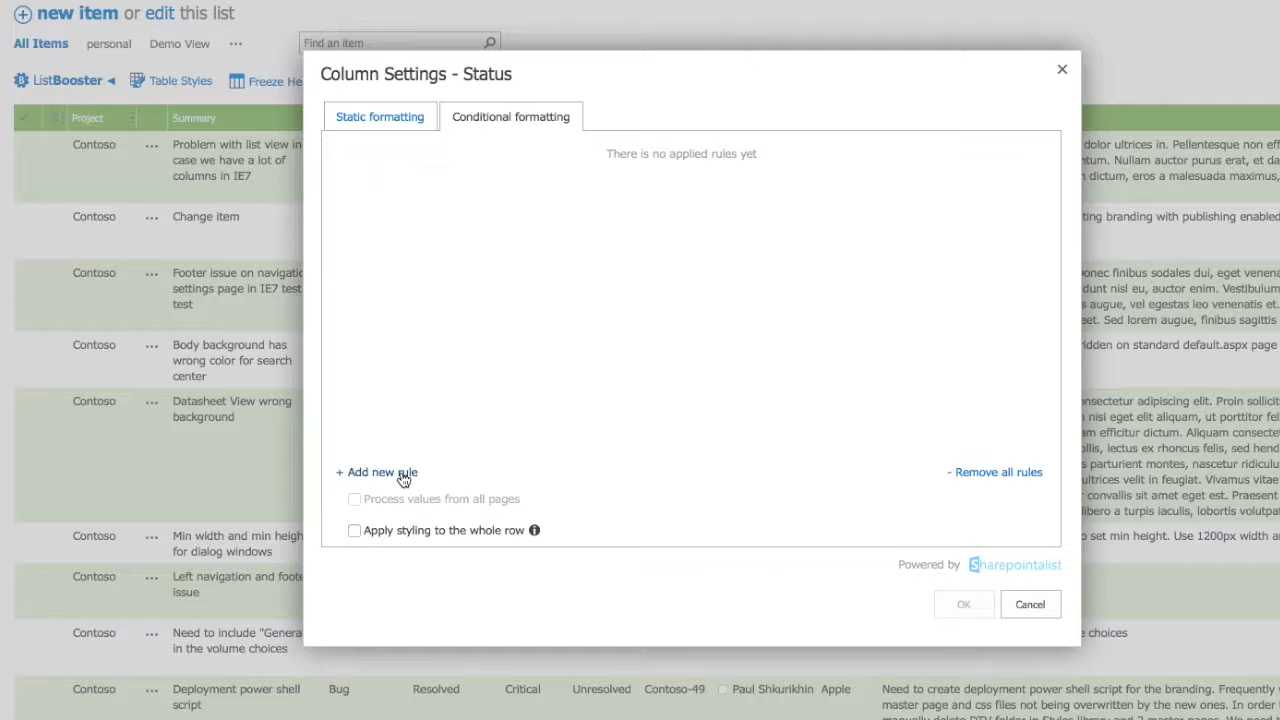 new item or edit this list
All Items personal Demo View ... Find an item
ListBooster Table Styles Freeze He
Column Settings - Status
Static formatting Conditional formatting
There is no applied rules yet
+ Add new rule - Remove all rules
Process values from all pages
Apply styling to the whole row
Powered by Sharepointalist
OK Cancel
Project Summary
Contoso ... Problem with list view in
case we have a lot of
columns in IE7
dolor ultrices in. Pellentesque non eff
ntum. Nullam auctor purus erat, et da
n dictum, eros a malesuada maximus,
Contoso ... Change item
ting branding with publishing enabled
Contoso ... Footer issue on navigatio
settings page in IE7 test
test
onec finibus sodales dui, eget venena
dunt nisl eu, auctor enim. Vestibulum
s augue, vel egestas leo venenatis et.
eet. Sed lorem augue, finibus sagittis
Contoso ... Body background has
wrong color for search
center
idden on standard default.aspx page
Contoso ... Datasheet View wrong
background
onsectetur adipiscing elit. Proin sollicit
n nisi eget elit aliquam, ut porttitor fel
am efficitur dictum. Aliquam consecte
ollis, lectus ex rhoncus felis, sed hend
s parturient montes, nascetur ridiculu
ultrices velit in feugiat. Vivamus vitae
r convallis sit amet eget est. Praesent
libero a turpis iaculis, lobortis volutpa
Contoso ... Min width and min heigh
for dialog windows
o set min height. Use 1200px width a
Contoso ... Left navigation and foote
issue
Contoso ... Need to include "Genera
in the volume choices
e choices
Contoso ... Deployment power shell
script
Bug Resolved Critical Unresolved Contoso-49 Paul Shkurikhin Apple
Need to create deployment power shell script for the branding. Frequently
master page and css files not being overwritten by the new ones. In order